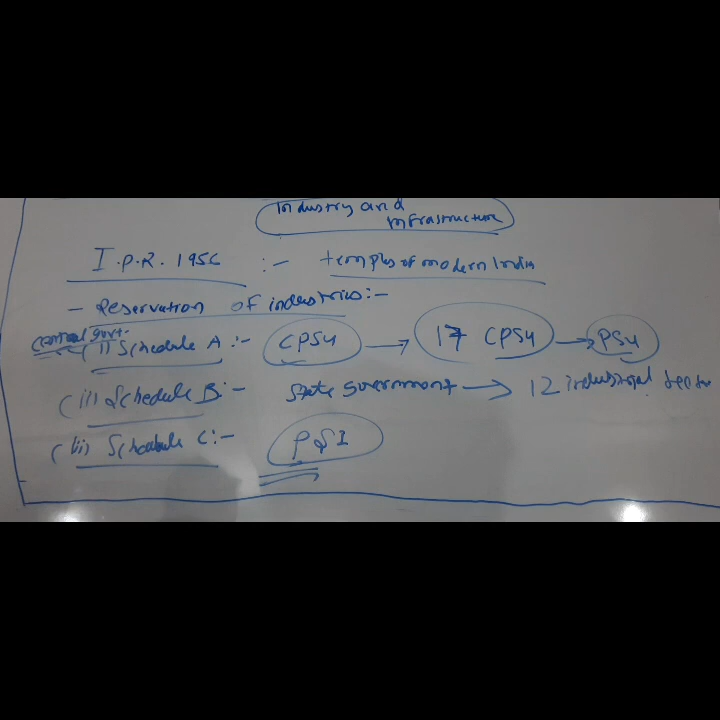 Industry and
Infrastructure
I.P.R. 1956 :- temples of modern India
- Reservation of industries:-
Central govt.
(i) Schedule A :- CPSU → 17 CPSU → PSU
(ii) Schedule B:- State Government → 12 industrial
(iii) Schedule C:- PSI